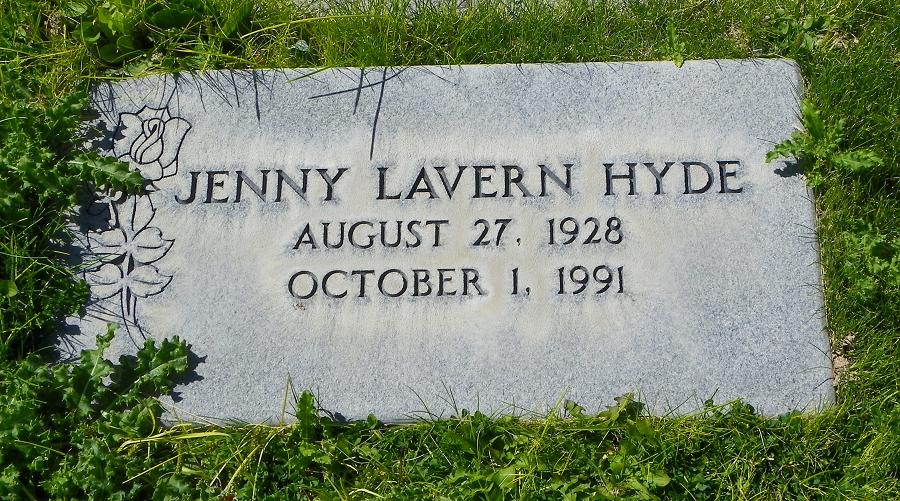 JENNY LAVERN HYDE
AUGUST 27, 1928
OCTOBER 1, 1991